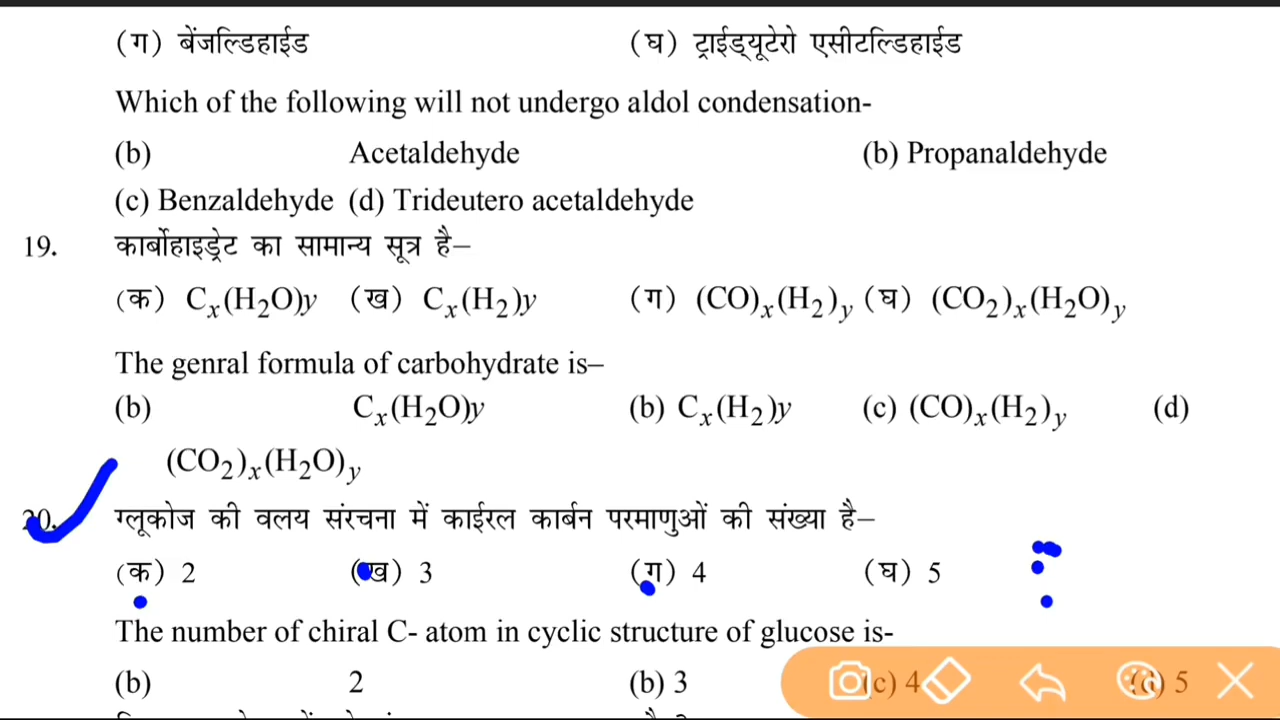 (ग) बेंजल्डिहाईड (घ) ट्राईड्यूटेरो एसीटल्डिहाईड
Which of the following will not undergo aldol condensation-
(b) Acetaldehyde (b) Propanaldehyde
(c) Benzaldehyde (d) Trideutero acetaldehyde
19. कार्बोहाइड्रेट का सामान्य सूत्र है–
(क) Cₓ(H₂O)y (ख) Cₓ(H₂)y (ग) (CO)ₓ(H₂)y (घ) (CO₂)ₓ(H₂O)y
The genral formula of carbohydrate is–
(b) Cₓ(H₂O)y (b) Cₓ(H₂)y (c) (CO)ₓ(H₂)y (d)
(CO₂)ₓ(H₂O)y
20. ग्लूकोज की वलय संरचना में काईरल कार्बन परमाणुओं की संख्या है–
(क) 2 (ख) 3 (ग) 4 (घ) 5
The number of chiral C- atom in cyclic structure of glucose is-
(b) 2 (b) 3 (c) 4 (d) 5